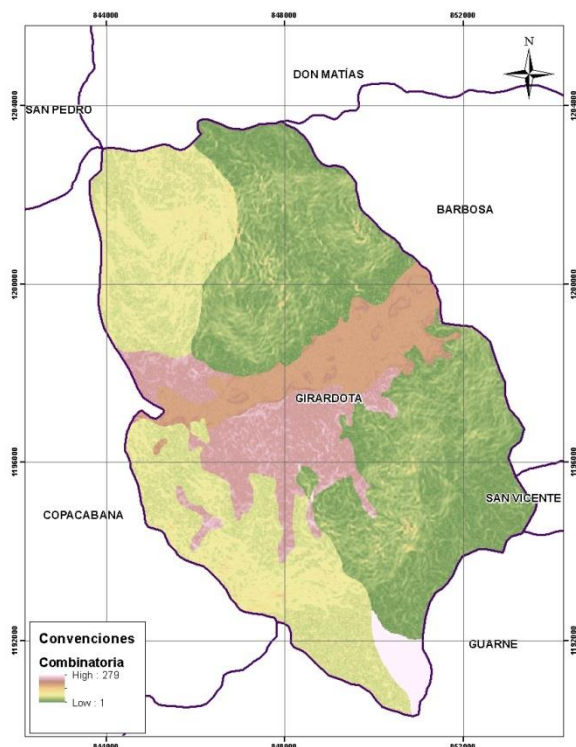 844000 848000 852000
N
DON MATÍAS
1204000
SAN PEDRO
BARBOSA
1200000
GIRARDOTA
1196000
SAN VICENTE
COPACABANA
GUARNE
1192000
Convenciones
Combinatoria
High : 279
Low : 1
844000 848000 852000